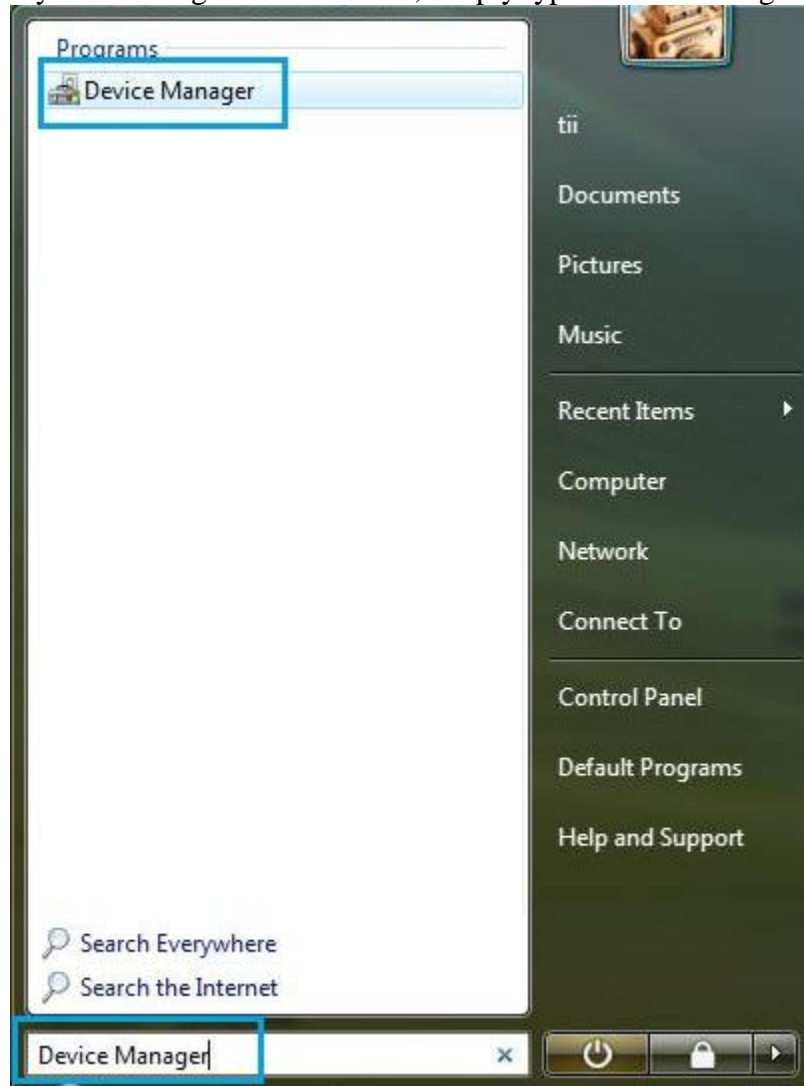 Programs
Device Manager
Search Everywhere
Search the Internet
Device Manager
tii
Documents
Pictures
Music
Recent Items
Computer
Network
Connect To
Control Panel
Default Programs
Help and Support